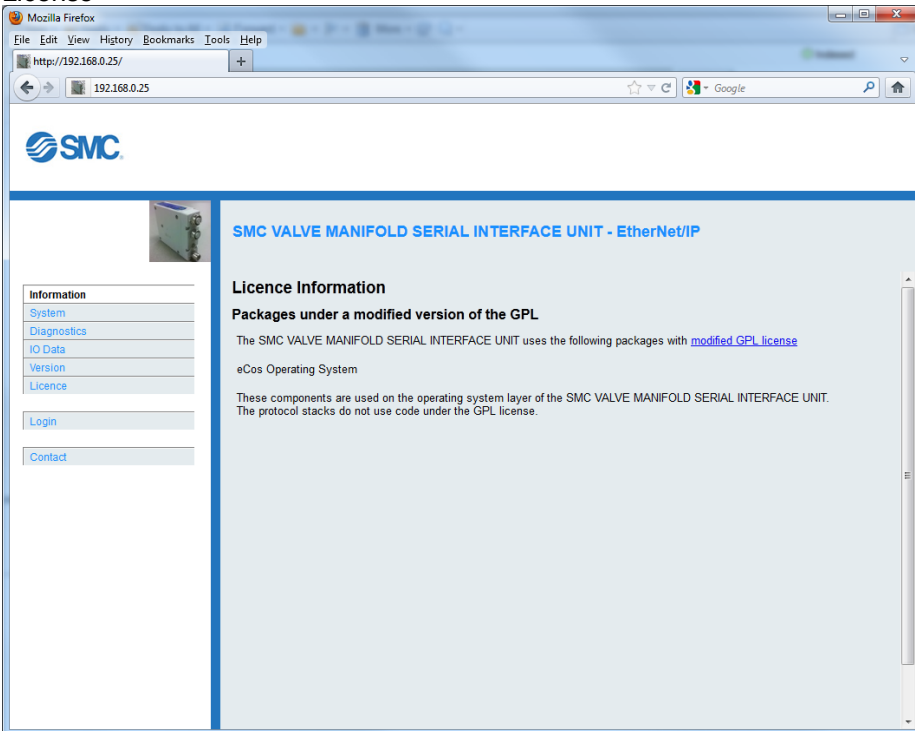 License
Mozilla Firefox
File Edit View History Bookmarks Tools Help
http://192.168.0.25/
+
192.168.0.25
Google
SMC.
SMC VALVE MANIFOLD SERIAL INTERFACE UNIT - EtherNet/IP
Information
System
Diagnostics
IO Data
Version
Licence
Login
Contact
Licence Information
Packages under a modified version of the GPL
The SMC VALVE MANIFOLD SERIAL INTERFACE UNIT uses the following packages with modified GPL license
eCos Operating System
These components are used on the operating system layer of the SMC VALVE MANIFOLD SERIAL INTERFACE UNIT.
The protocol stacks do not use code under the GPL license.